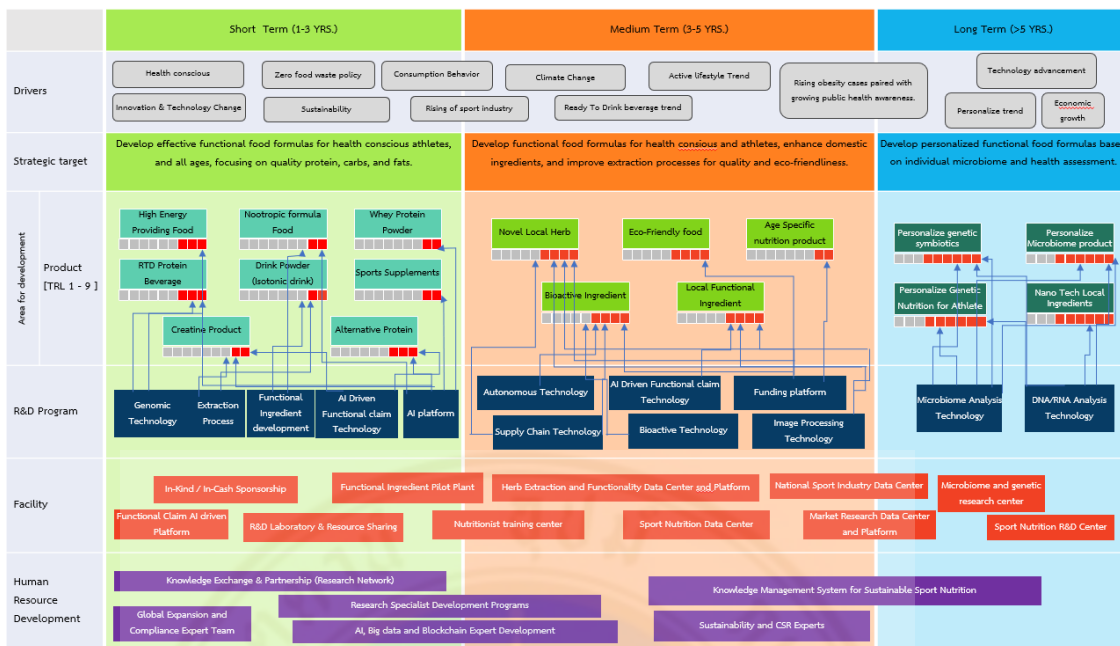 Short Term (1-3 YRS.)
Medium Term (3-5 YRS.)
Long Term (>5 YRS.)
Drivers
Health conscious
Zero food waste policy
Consumption Behavior
Climate Change
Active lifestyle Trend
Rising obesity cases paired with
growing public health awareness.
Technology advancement
Innovation & Technology Change
Sustainability
Rising of sport industry
Ready To Drink beverage trend
Personalize trend
Economic
growth
Strategic target
Develop effective functional food formulas for health conscious athletes,
and all ages, focusing on quality protein, carbs, and fats.
Develop functional food formulas for health consious and athletes, enhance domestic
ingredients, and improve extraction processes for quality and eco-friendliness.
Develop personalized functional food formulas base
on individual microbiome and health assessment.
Area for development
Product
[TRL 1 - 9 ]
High Energy
Providing Food
Nootropic formula
Food
Whey Protein
Powder
RTD Protein
Beverage
Drink Powder
(Isotonic drink)
Sports Supplements
Creatine Product
Alternative Protein
Novel Local Herb
Eco-Friendly food
Age Specific
nutrition product
Bioactive Ingredient
Local Functional
Ingredient
Personalize genetic
symbiotics
Personalize
Microbiome product
Personalize Genetic
Nutrition for Athlete
Nano Tech Local
Ingredients
R&D Program
Genomic
Technology
Extraction
Process
Functional
Ingredient
development
AI Driven
Functional claim
Technology
AI platform
Autonomous Technology
AI Driven Functional claim
Technology
Funding platform
Supply Chain Technology
Bioactive Technology
Image Processing
Technology
Microbiome Analysis
Technology
DNA/RNA Analysis
Technology
Facility
In-Kind / In-Cash Sponsorship
Functional Ingredient Pilot Plant
Herb Extraction and Functionality Data Center and Platform
National Sport Industry Data Center
Microbiome and genetic
research center
Functional Claim AI driven
Platform
R&D Laboratory & Resource Sharing
Nutritionist training center
Sport Nutrition Data Center
Market Research Data Center
and Platform
Sport Nutrition R&D Center
Human
Resource
Development
Knowledge Exchange & Partnership (Research Network)
Knowledge Management System for Sustainable Sport Nutrition
Research Specialist Development Programs
Global Expansion and
Compliance Expert Team
AI, Big data and Blockchain Expert Development
Sustainability and CSR Experts